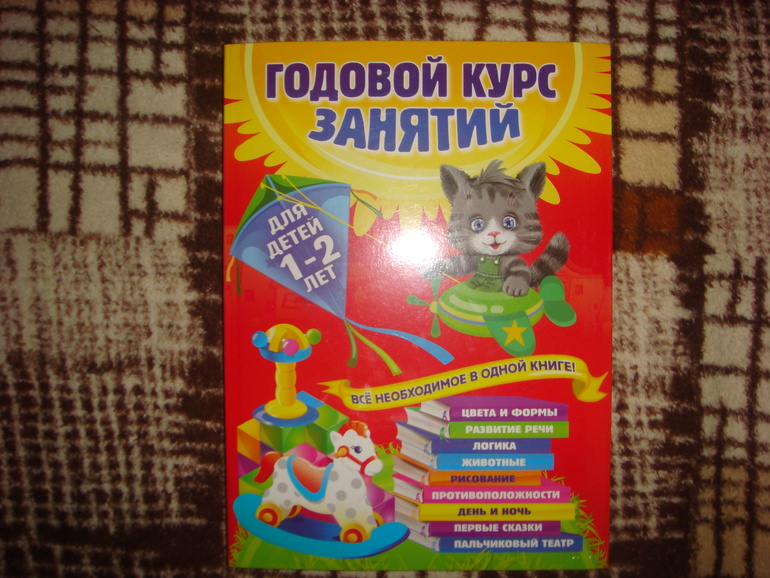 ГОДОВОЙ КУРС
ЗАНЯТИЙ
ДЛЯ
ДЕТЕЙ
1-2
ЛЕТ
ВСЁ НЕОБХОДИМОЕ В ОДНОЙ КНИГЕ!
ЦВЕТА И ФОРМЫ
РАЗВИТИЕ РЕЧИ
ЛОГИКА
ЖИВОТНЫЕ
РИСОВАНИЕ
ПРОТИВОПОЛОЖНОСТИ
ДЕНЬ И НОЧЬ
ПЕРВЫЕ СКАЗКИ
ПАЛЬЧИКОВЫЙ ТЕАТР